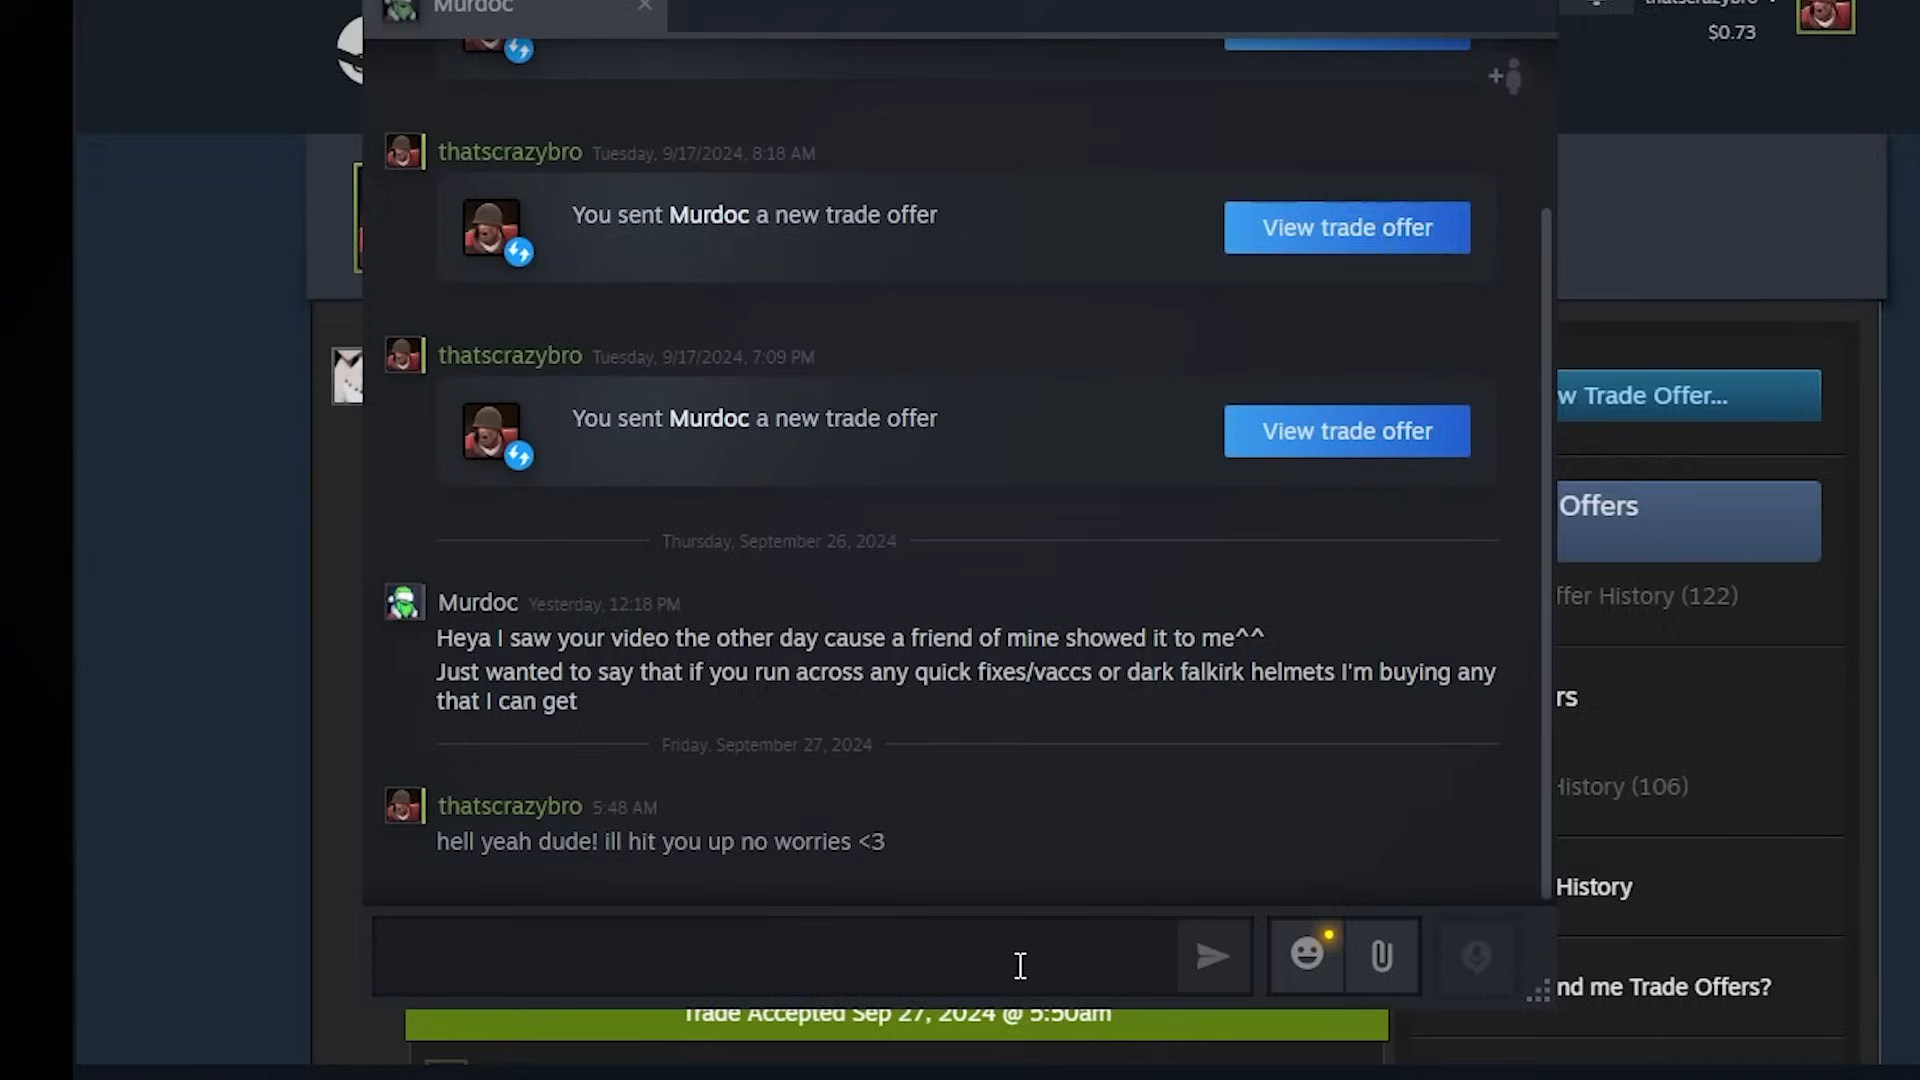 Murdoc
thatscrazybro
$0.73
thatscrazybro Tuesday, 9/17/2024, 8:18 AM
You sent Murdoc a new trade offer
View trade offer
thatscrazybro Tuesday, 9/17/2024, 7:09 PM
You sent Murdoc a new trade offer
View trade offer
Thursday, September 26, 2024
Murdoc Yesterday, 12:18 PM
Heya I saw your video the other day cause a friend of mine showed it to me^^
Just wanted to say that if you run across any quick fixes/vaccs or dark falkirk helmets I'm buying any
that I can get
Friday, September 27, 2024
thatscrazybro 5:48 AM
hell yeah dude! ill hit you up no worries <3
w Trade Offer...
Offers
ffer History (122)
rs
History (106)
History
nd me Trade Offers?
Trade Accepted Sep 27, 2024 @ 5:50am